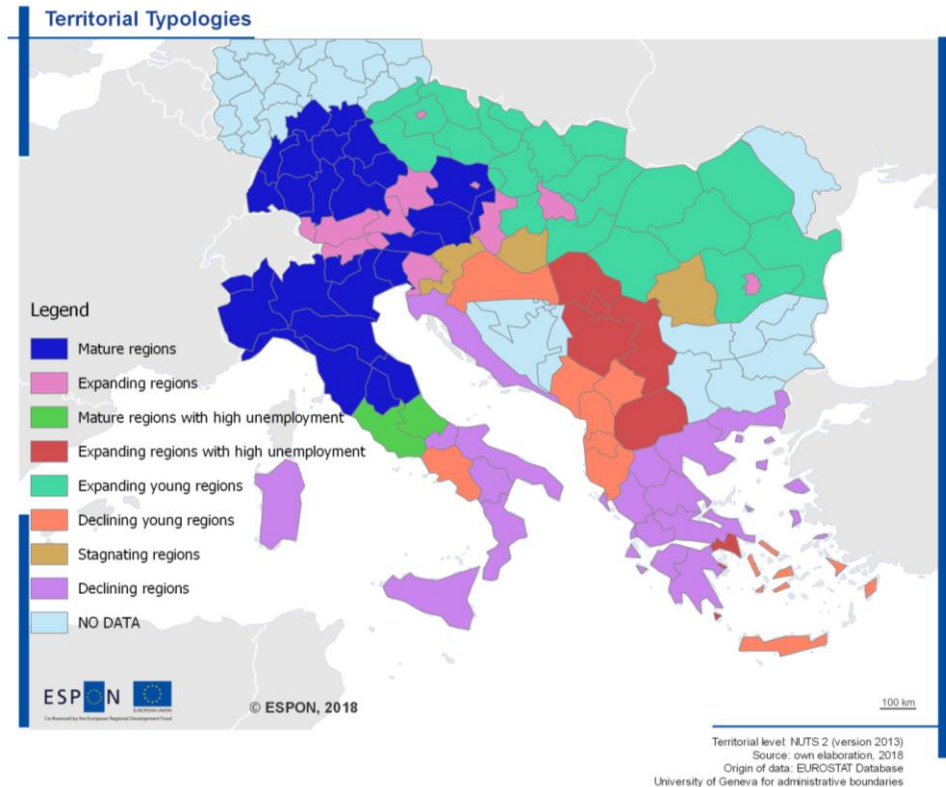 Territorial Typologies
Legend
Mature regions
Expanding regions
Mature regions with high unemployment
Expanding regions with high unemployment
Expanding young regions
Declining young regions
Stagnating regions
Declining regions
NO DATA
ESPON
EUROPEAN UNION
Co-financed by the European Regional Development Fund
© ESPON, 2018
100 km
Territorial level: NUTS 2 (version 2013)
Source: own elaboration, 2018
Origin of data: EUROSTAT Database
University of Geneva for administrative boundaries